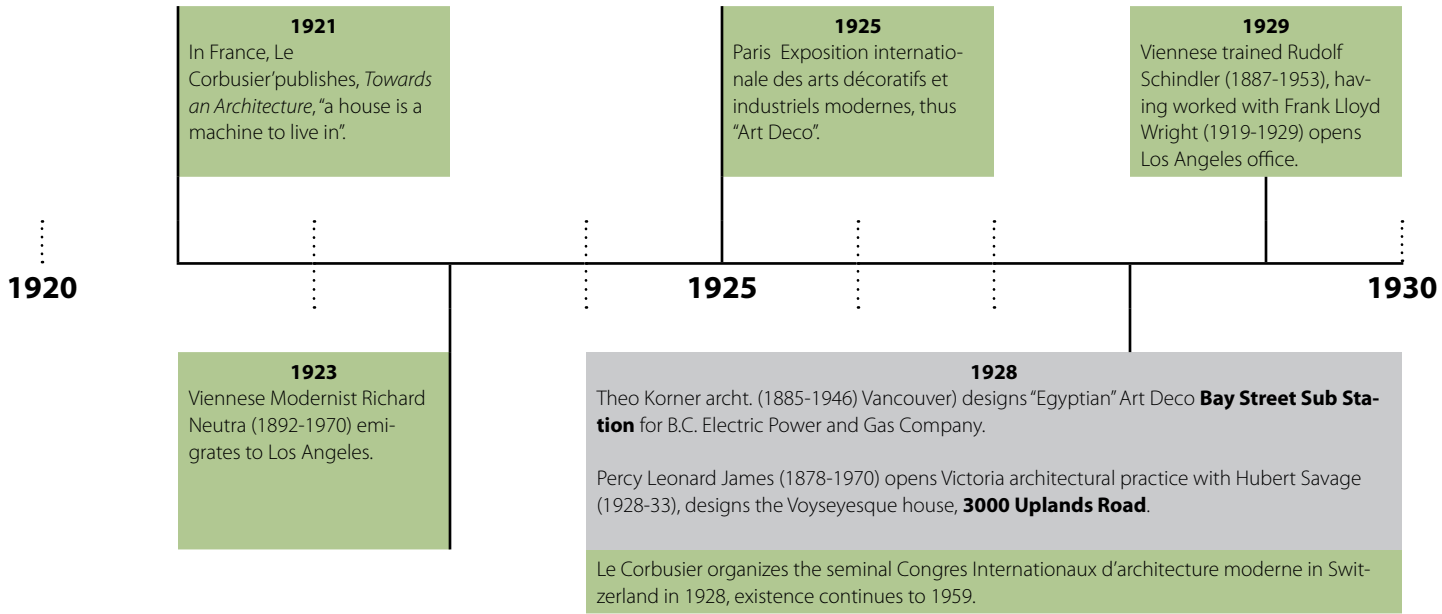 1921
In France, Le
Corbusier'publishes, Towards
an Architecture, "a house is a
machine to live in".
1925
Paris Exposition internatio-
nale des arts décoratifs et
industriels modernes, thus
"Art Deco".
1929
Viennese trained Rudolf
Schindler (1887-1953), hav-
ing worked with Frank Lloyd
Wright (1919-1929) opens
Los Angeles office.
1920
1925
1930
1923
Viennese Modernist Richard
Neutra (1892-1970) emi-
grates to Los Angeles.
1928
Theo Korner archt. (1885-1946) Vancouver) designs "Egyptian" Art Deco Bay Street Sub Sta-
tion for B.C. Electric Power and Gas Company.
Percy Leonard James (1878-1970) opens Victoria architectural practice with Hubert Savage
(1928-33), designs the Voyseyesque house, 3000 Uplands Road.
Le Corbusier organizes the seminal Congres Internationaux d'architecture moderne in Swit-
zerland in 1928, existence continues to 1959.